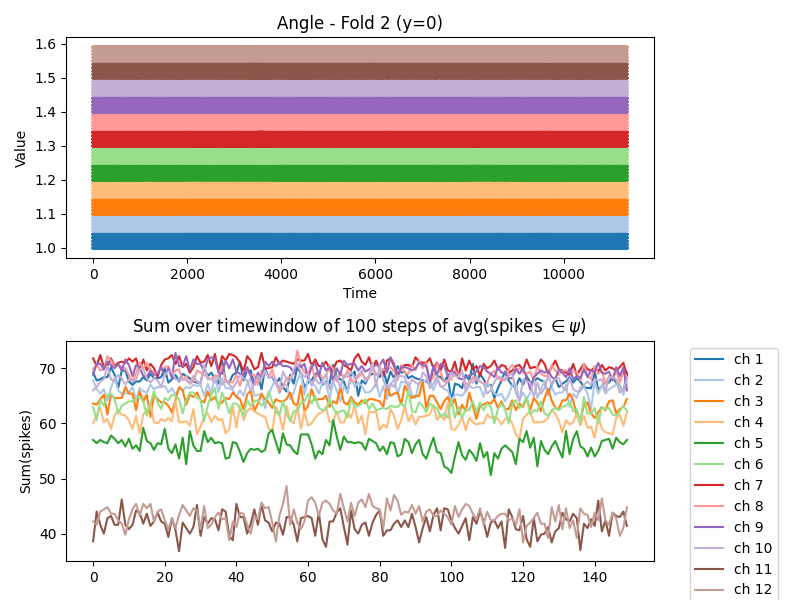 Angle - Fold 2 (y=0)
Value
1.6
1.5
1.4
1.3
1.2
1.1
1.0
0 2000 4000 6000 8000 10000
Time
Sum over timewindow of 100 steps of avg(spikes ∈ψ)
Sum(spikes)
70
60
50
40
0 20 40 60 80 100 120 140
ch 1
ch 2
ch 3
ch 4
ch 5
ch 6
ch 7
ch 8
ch 9
ch 10
ch 11
ch 12